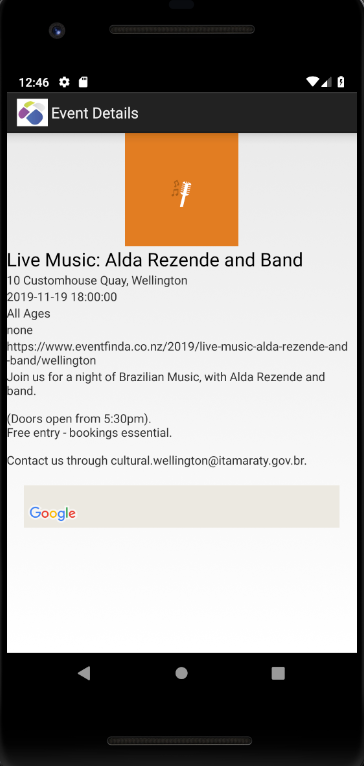 12:46
Event Details
Live Music: Alda Rezende and Band
10 Customhouse Quay, Wellington
2019-11-19 18:00:00
All Ages
none
https://www.eventfinda.co.nz/2019/live-music-alda-rezende-and
-band/wellington
Join us for a night of Brazilian Music, with Alda Rezende and
band.
(Doors open from 5:30pm).
Free entry - bookings essential.
Contact us through cultural.wellington@itamaraty.gov.br.
Google